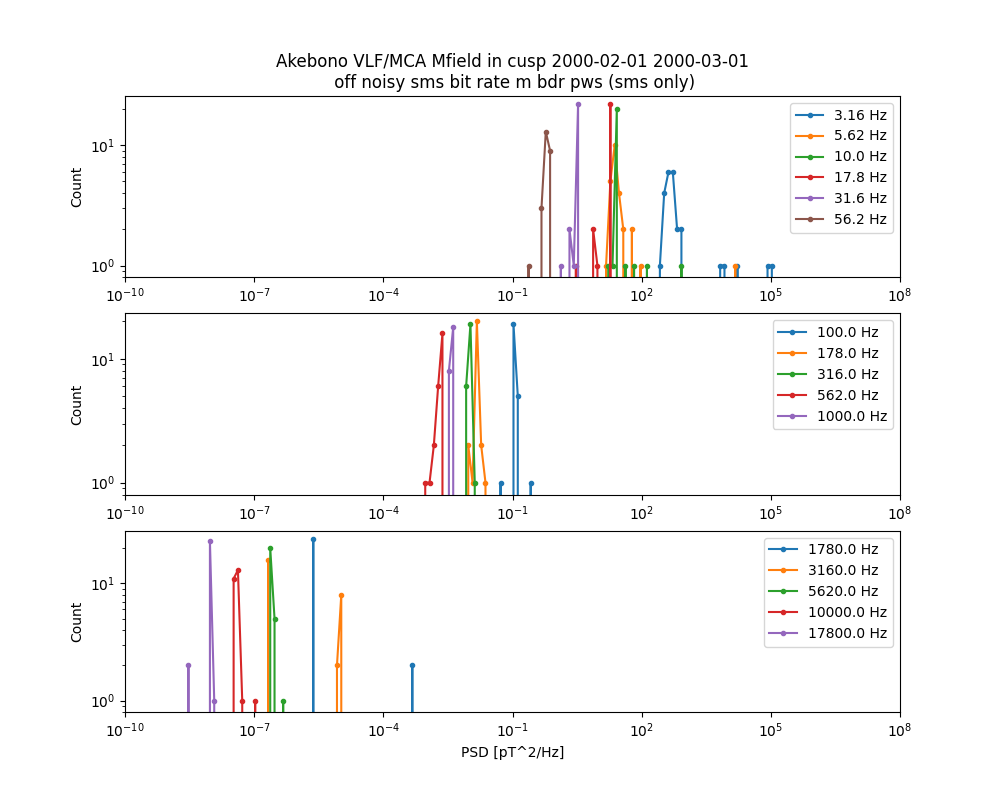 Akebono VLF/MCA Mfield in cusp 2000-02-01 2000-03-01
off noisy sms bit rate m bdr pws (sms only)
Count
10^1
10^0
3.16 Hz
5.62 Hz
10.0 Hz
17.8 Hz
31.6 Hz
56.2 Hz
10^-10 10^-7 10^-4 10^-1 10^2 10^5 10^8
Count
10^1
10^0
100.0 Hz
178.0 Hz
316.0 Hz
562.0 Hz
1000.0 Hz
10^-10 10^-7 10^-4 10^-1 10^2 10^5 10^8
Count
10^1
10^0
1780.0 Hz
3160.0 Hz
5620.0 Hz
10000.0 Hz
17800.0 Hz
10^-10 10^-7 10^-4 10^-1 10^2 10^5 10^8
PSD [pT^2/Hz]